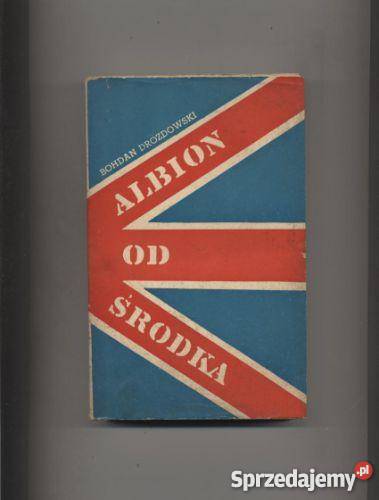 BOHDAN DROZDOWSKI
ALBION
OD
ŚRODKA
Sprzedajemy.pl